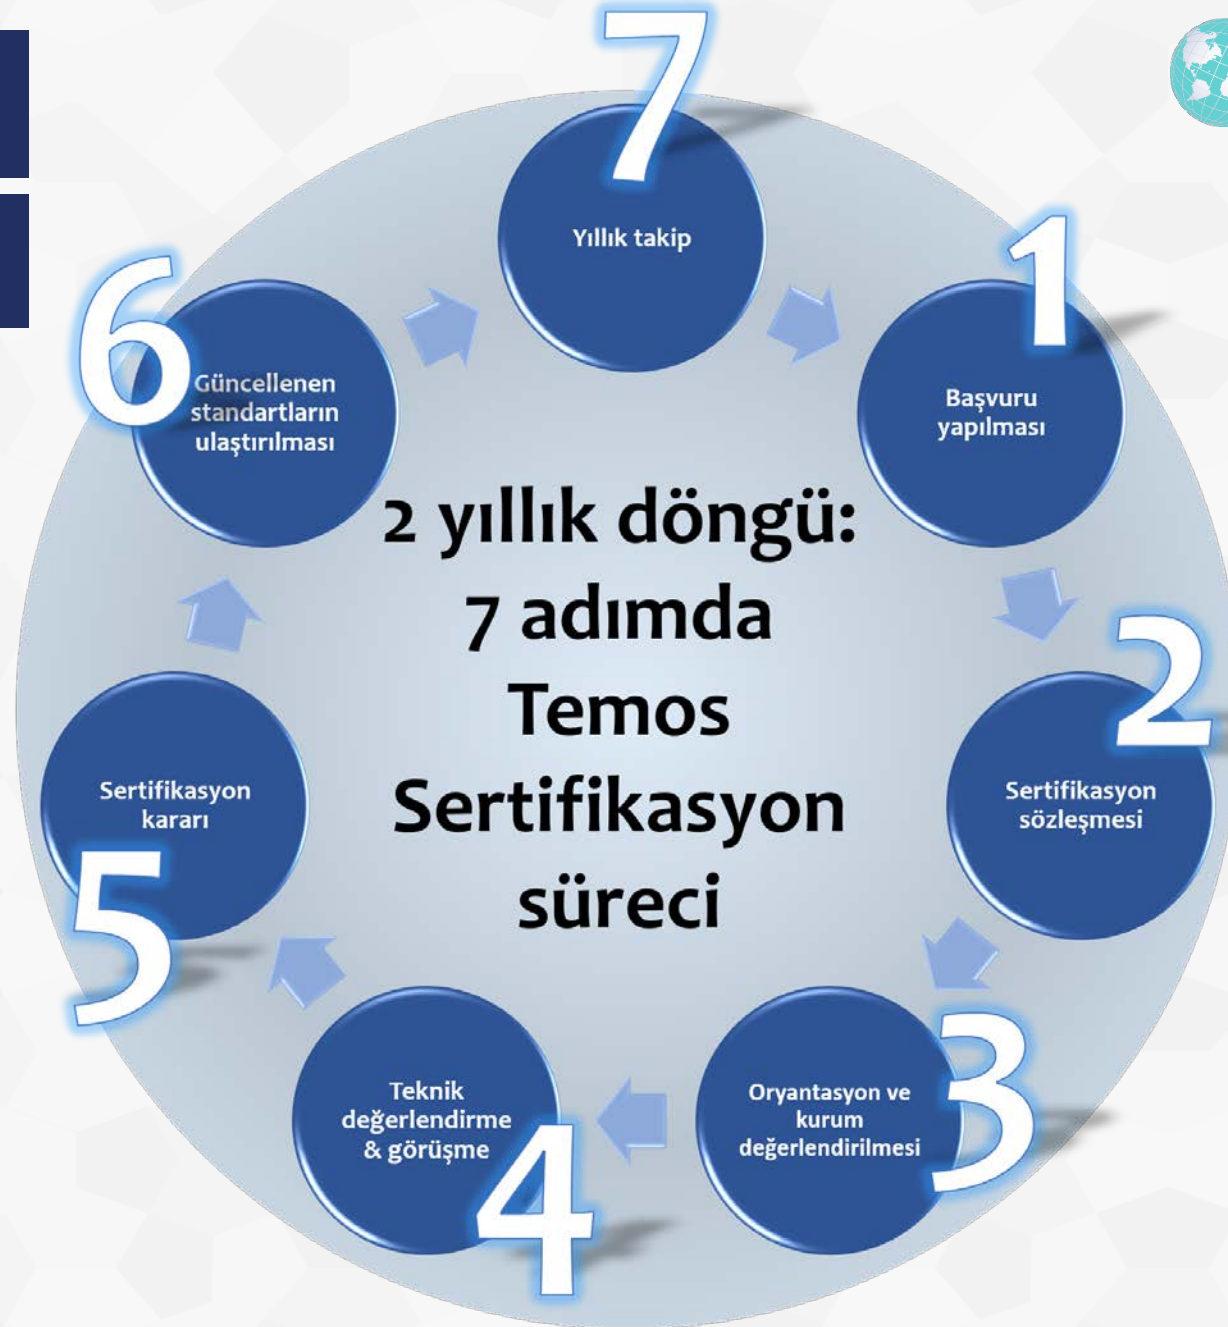 7
Yıllık takip
1
Başvuru
yapılması
2
Sertifikasyon
sözleşmesi
3
Oryantasyon ve
kurum
değerlendirilmesi
4
Teknik
değerlendirme
& görüşme
5
Sertifikasyon
kararı
6
Güncellenen
standartların
ulaştırılması
2 yıllık döngü:
7 adımda
Temos
Sertifikasyon
süreci